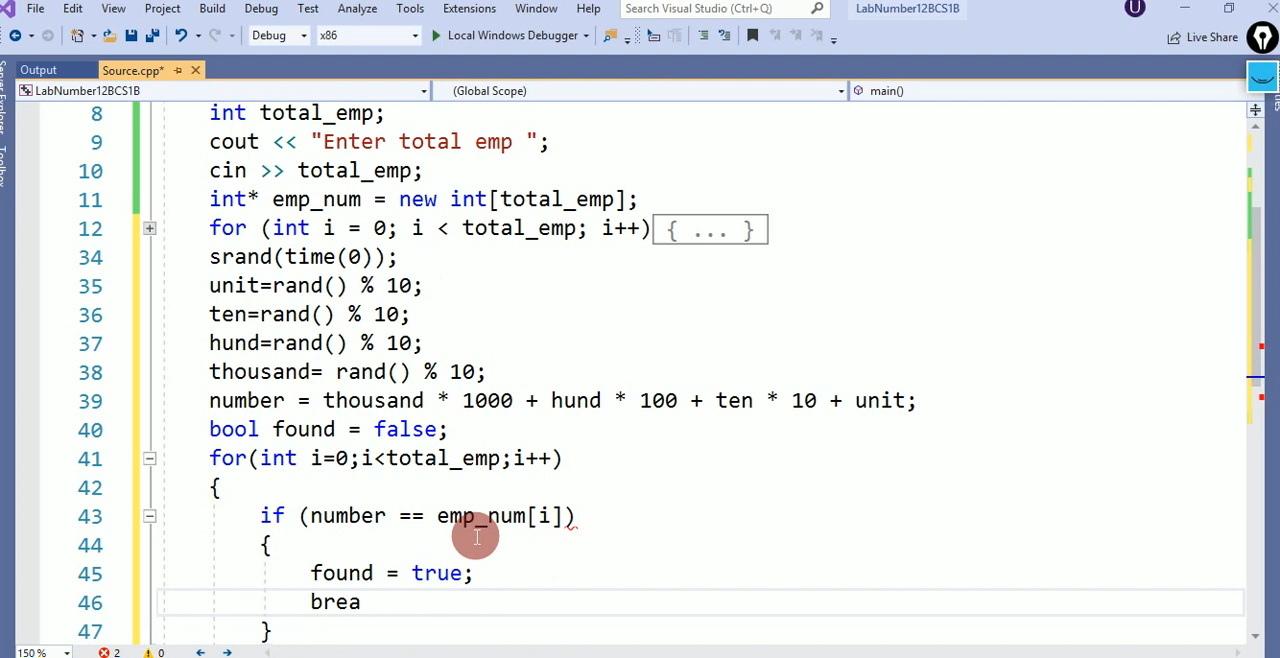 File Edit View Project Build Debug Test Analyze Tools Extensions Window Help Search Visual Studio (Ctrl+Q) LabNumber12BCS1B U
Debug x86 Local Windows Debugger Live Share
Output Source.cpp*
LabNumber12BCS1B (Global Scope) main()
Server Explorer
Toolbox
8 int total_emp;
9 cout << "Enter total emp ";
10 cin >> total_emp;
11 int* emp_num = new int[total_emp];
12 for (int i = 0; i < total_emp; i++){ ... }
34 srand(time(0));
35 unit=rand() % 10;
36 ten=rand() % 10;
37 hund=rand() % 10;
38 thousand= rand() % 10;
39 number = thousand * 1000 + hund * 100 + ten * 10 + unit;
40 bool found = false;
41 for(int i=0;i<total_emp;i++)
42 {
43 if (number == emp_num[i])
44 {
45 found = true;
46 brea
47 }
150 % 2 0